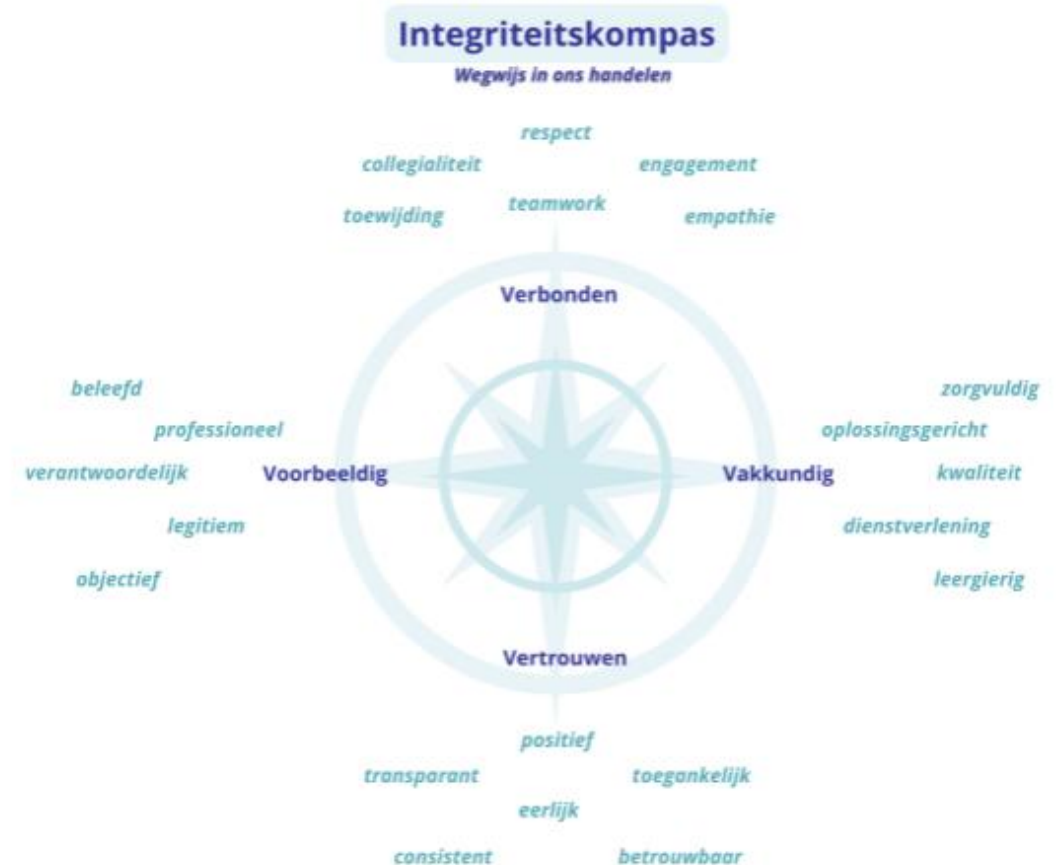 Integriteitskompas
Wegwijs in ons handelen
respect
collegialiteit
engagement
teamwork
toewijding
empathie
Verbonden
beleefd
professioneel
verantwoordelijk
Voorbeeldig
legitiem
objectief
zorgvuldig
oplossingsgericht
Vakkundig
kwaliteit
dienstverlening
leergierig
Vertrouwen
positief
transparant
toegankelijk
eerlijk
consistent
betrouwbaar